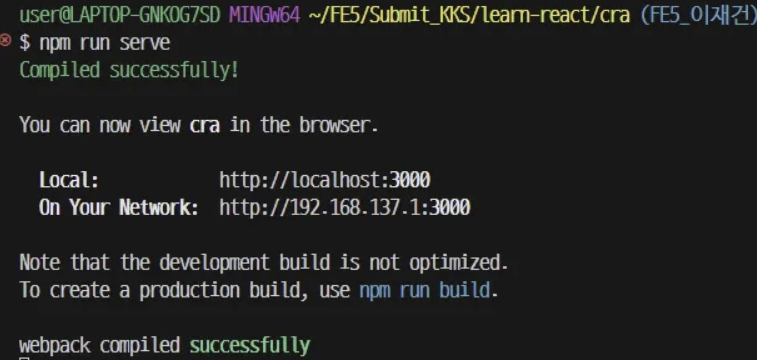 user@LAPTOP-GNKOG7SD MINGW64 ~/FE5/Submit_KKS/learn-react/cra (FE5_이재건)
$ npm run serve
Compiled successfully!
You can now view cra in the browser.
Local: http://localhost:3000
On Your Network: http://192.168.137.1:3000
Note that the development build is not optimized.
To create a production build, use npm run build.
webpack compiled successfully